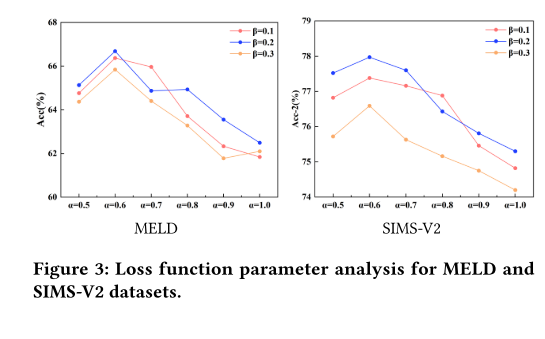 68
66
64
62
60
Acc(%)
β=0.1
β=0.2
β=0.3
α=0.5 α=0.6 α=0.7 α=0.8 α=0.9 α=1.0
MELD
79
78
77
76
75
74
Acc-2(%)
β=0.1
β=0.2
β=0.3
α=0.5 α=0.6 α=0.7 α=0.8 α=0.9 α=1.0
SIMS-V2
Figure 3: Loss function parameter analysis for MELD and
SIMS-V2 datasets.